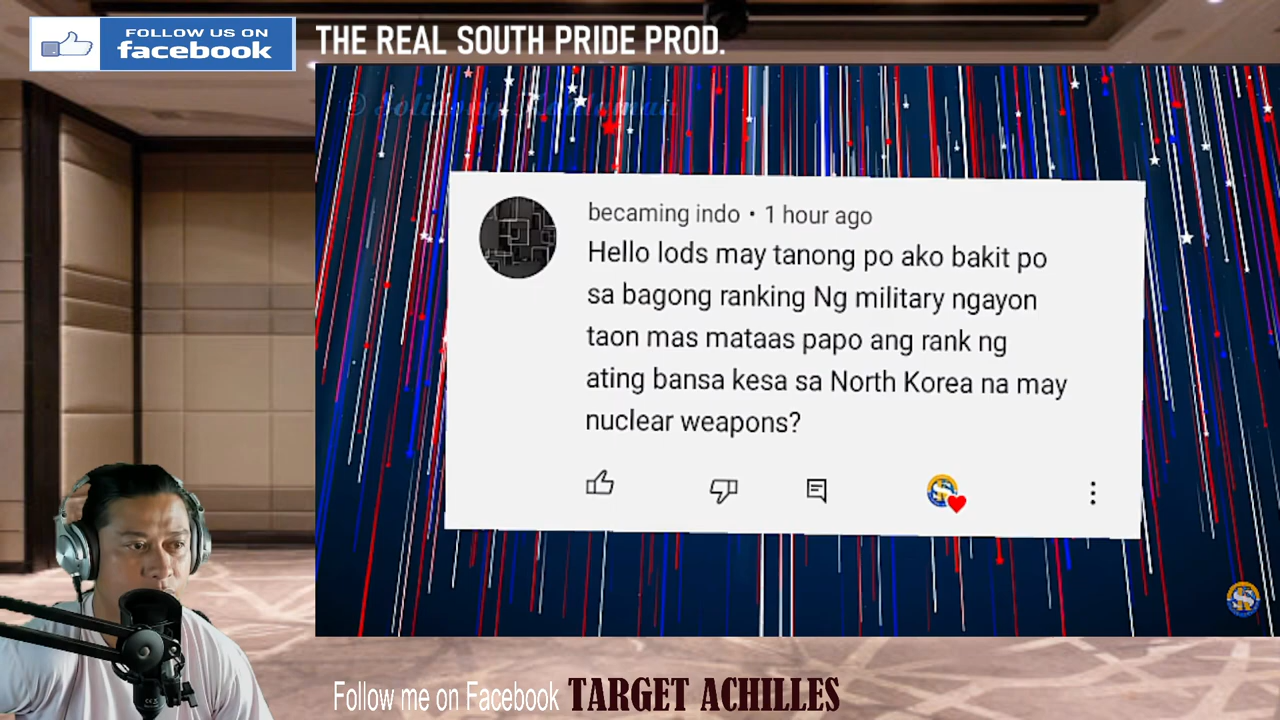 FOLLOW US ON
facebook
THE REAL SOUTH PRIDE PROD.
becaming indo • 1 hour ago
Hello lods may tanong po ako bakit po
sa bagong ranking Ng military ngayon
taon mas mataas papo ang rank ng
ating bansa kesa sa North Korea na may
nuclear weapons?
Follow me on Facebook TARGET ACHILLES